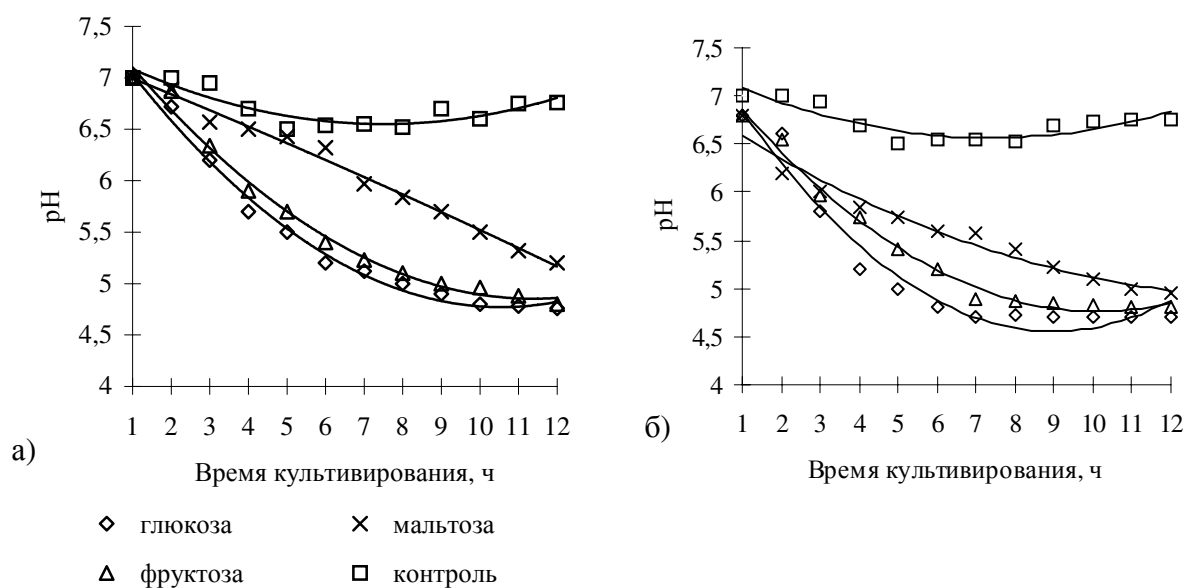 7,5
7
6,5
6
5,5
5
4,5
4
pH
1 2 3 4 5 6 7 8 9 10 11 12
Время культивирования, ч
а)
7,5
7
6,5
6
5,5
5
4,5
4
pH
1 2 3 4 5 6 7 8 9 10 11 12
Время культивирования, ч
б)
глюкоза
мальтоза
фруктоза
контроль